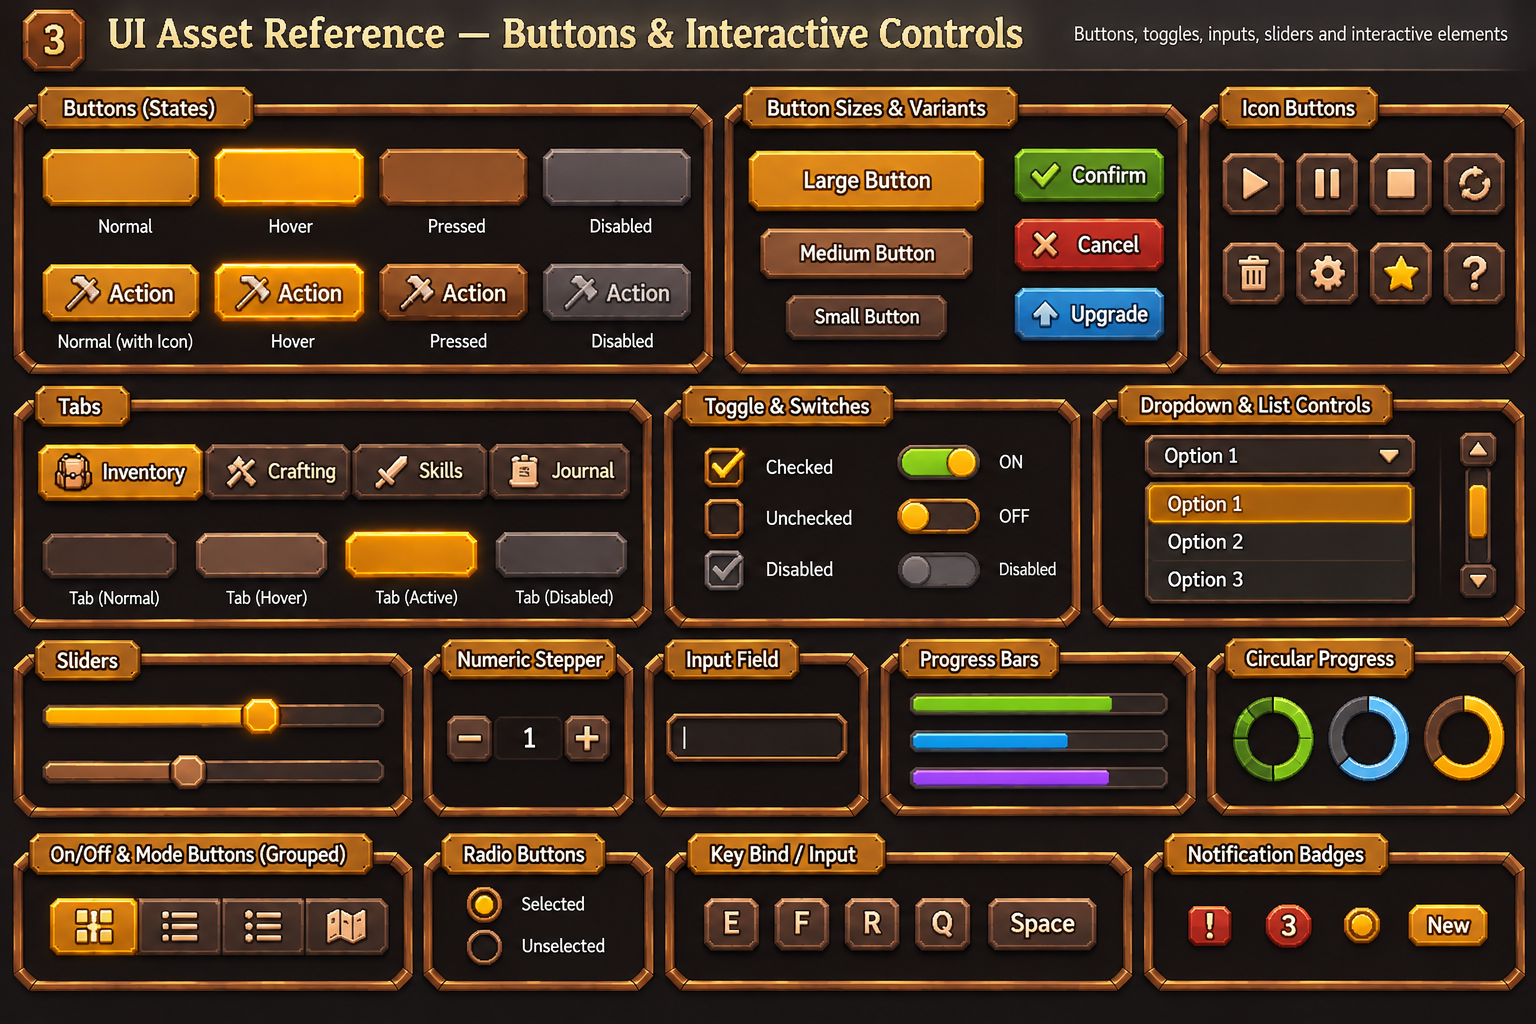 3
UI Asset Reference — Buttons & Interactive Controls
Buttons, toggles, inputs, sliders and interactive elements
Buttons (States)
Normal
Hover
Pressed
Disabled
Action
Action
Action
Action
Normal (with Icon)
Hover
Pressed
Disabled
Button Sizes & Variants
Large Button
Medium Button
Small Button
Confirm
Cancel
Upgrade
Icon Buttons
?
Tabs
Inventory
Crafting
Skills
Journal
Tab (Normal)
Tab (Hover)
Tab (Active)
Tab (Disabled)
Toggle & Switches
Checked
Unchecked
Disabled
ON
OFF
Disabled
Dropdown & List Controls
Option 1
Option 1
Option 2
Option 3
Sliders
Numeric Stepper
1
Input Field
Progress Bars
Circular Progress
On/Off & Mode Buttons (Grouped)
Radio Buttons
Selected
Unselected
Key Bind / Input
E
F
R
Q
Space
Notification Badges
!
3
New